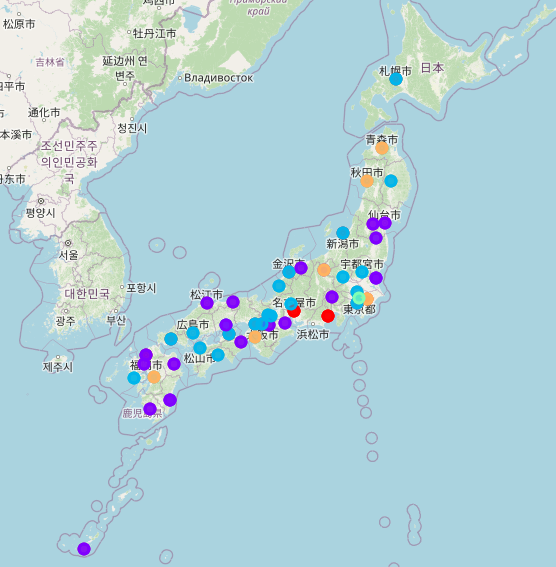 鸡西市
Приморский
край
松原市
牡丹江市
吉林省
延边州 연
변주
Владивосток
四平市
日本
札幌市
通化市
청진시
本溪市
조선민주주
의인민공화
국
青森市
丹东市
秋田市
평양시
仙台市
서울
新潟市
金沢市
宇都宮市
포항시
대한민국
松江市
名古屋市
東京都
광주
부산
広島市
大阪市
浜松市
제주시
福岡市
松山市
鹿児島県